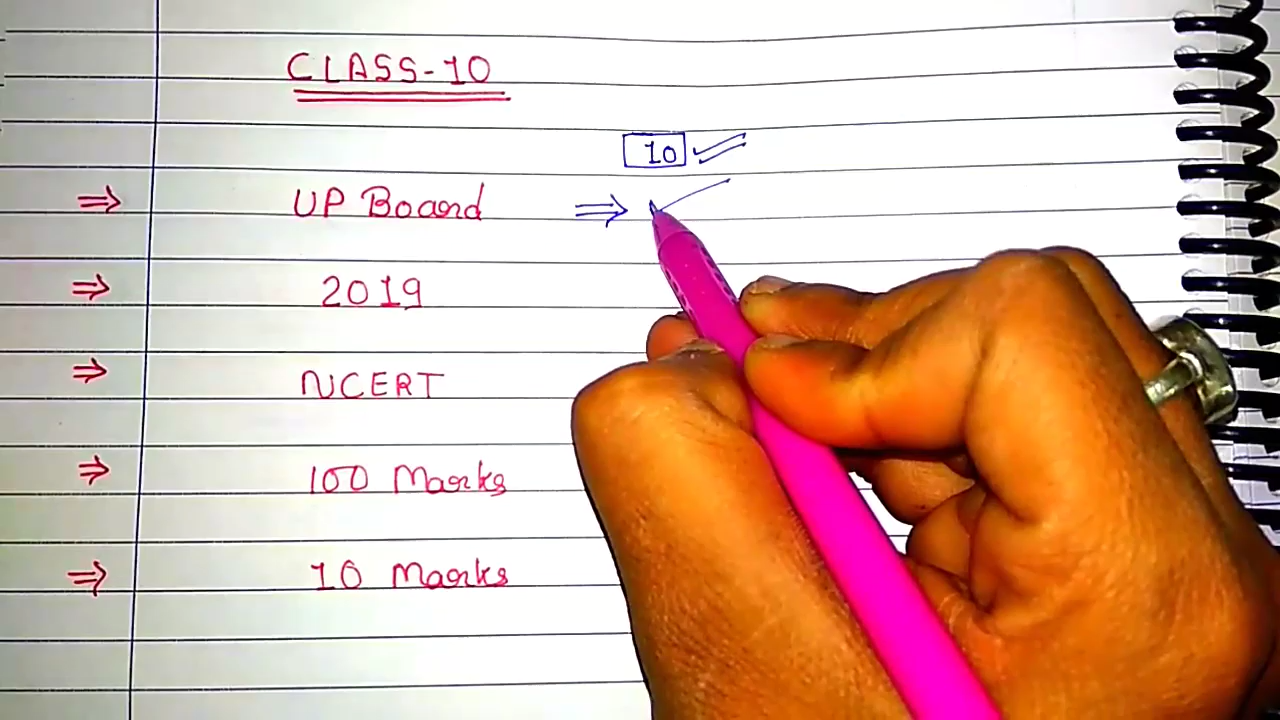 CLASS-10
10
⇒ UP Board ⇒
⇒ 2019
⇒ NCERT
⇒ 100 Marks
⇒ 10 Marks